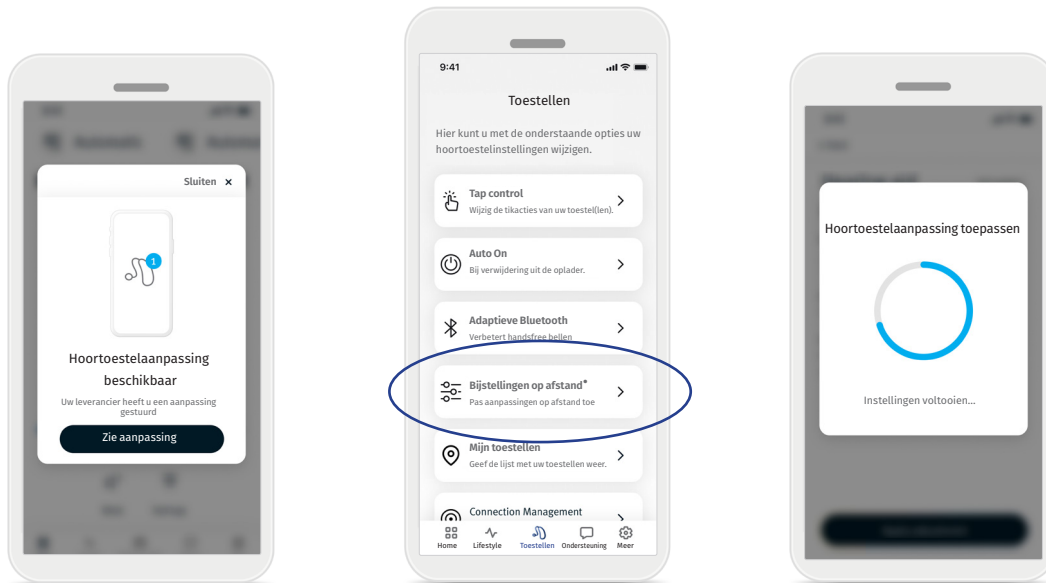 Sluiten ×
1
Hoortoestelaanpassing
beschikbaar
Uw leverancier heeft u een aanpassing
gestuurd
Zie aanpassing
9:41
Toestellen
Hier kunt u met de onderstaande opties uw
hoortoestelinstellingen wijzigen.
Tap control
Wijzig de tikacties van uw toestel(len).
Auto On
Bij verwijdering uit de oplader.
Adaptieve Bluetooth
Verbetert handsfree bellen
Bijstellingen op afstand*
Pas aanpassingen op afstand toe
Mijn toestellen
Geef de lijst met uw toestellen weer.
Connection Management
Home Lifestyle Toestellen Ondersteuning Meer
Hoortoestelaanpassing toepassen
Instellingen voltooien...